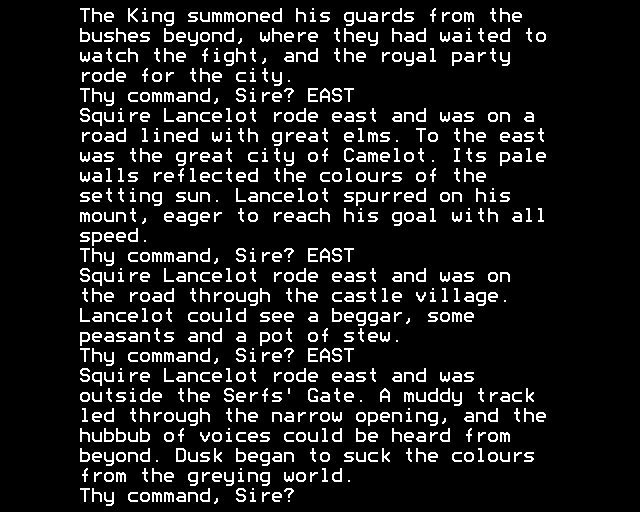 The King summoned his guards from the
bushes beyond, where they had waited to
watch the fight, and the royal party
rode for the city.
Thy command, Sire? EAST
Squire Lancelot rode east and was on a
road lined with great elms. To the east
was the great city of Camelot. Its pale
walls reflected the colours of the
setting sun. Lancelot spurred on his
mount, eager to reach his goal with all
speed.
Thy command, Sire? EAST
Squire Lancelot rode east and was on
the road through the castle village.
Lancelot could see a beggar, some
peasants and a pot of stew.
Thy command, Sire? EAST
Squire Lancelot rode east and was
outside the Serfs' Gate. A muddy track
led through the narrow opening, and the
hubbub of voices could be heard from
beyond. Dusk began to suck the colours
from the greying world.
Thy command, Sire?